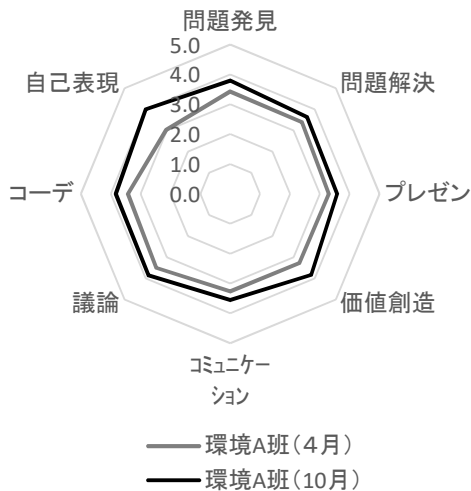 問題発見
5.0
4.0
3.0
2.0
1.0
0.0
問題解決
プレゼン
価値創造
コミュニケー
ション
議論
コーデ
自己表現
環境A班(4月)
環境A班(10月)